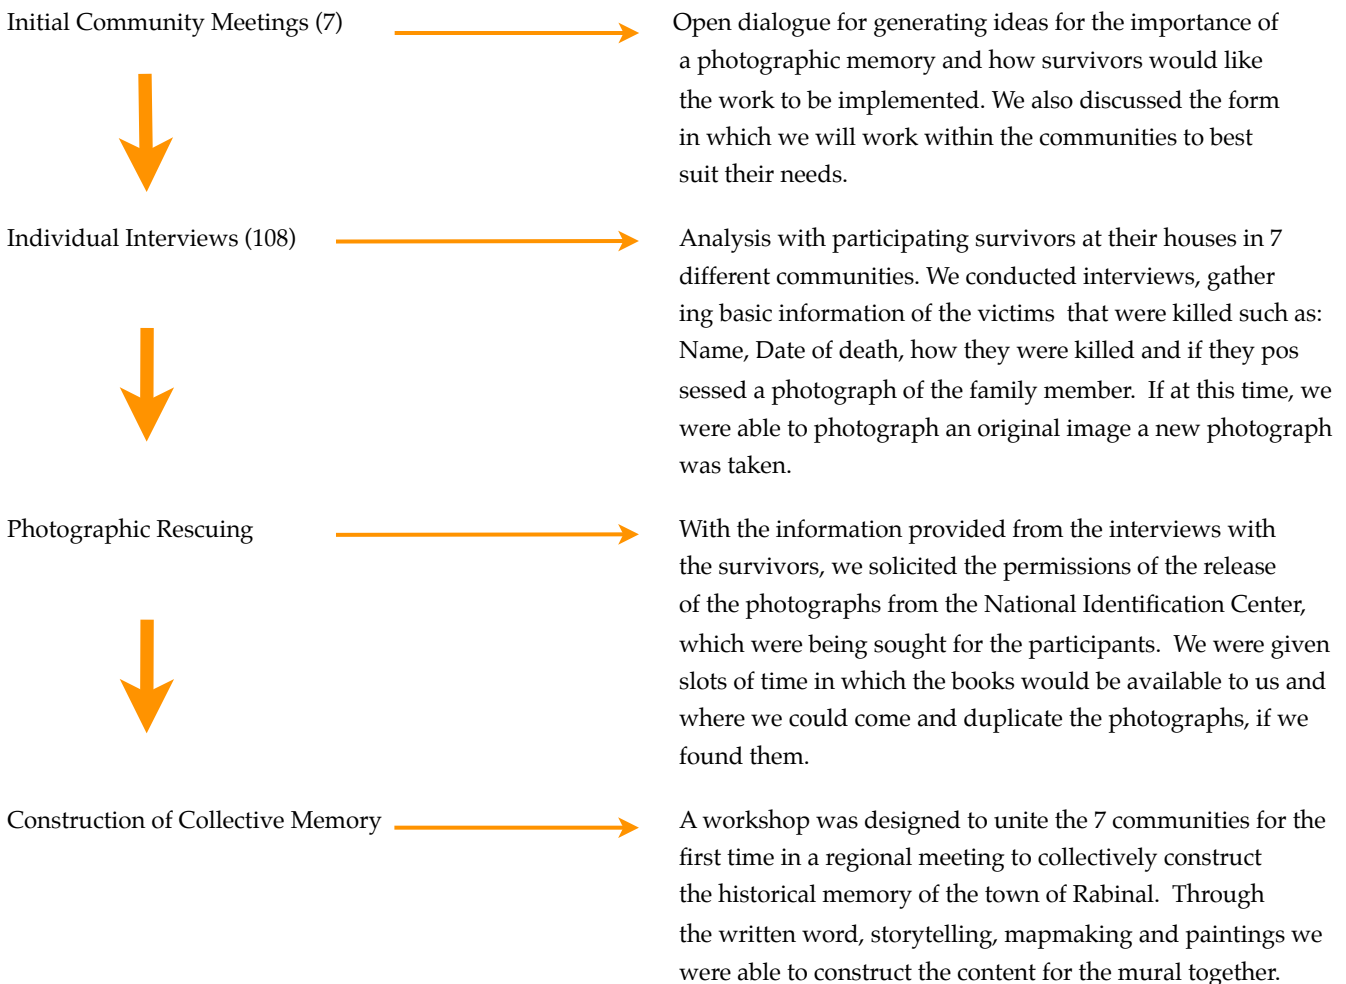 Initial Community Meetings (7)
Open dialogue for generating ideas for the importance of
a photographic memory and how survivors would like
the work to be implemented. We also discussed the form
in which we will work within the communities to best
suit their needs.
Individual Interviews (108)
Analysis with participating survivors at their houses in 7
different communities. We conducted interviews, gather
ing basic information of the victims  that were killed such as:
Name, Date of death, how they were killed and if they pos
sessed a photograph of the family member.  If at this time, we
were able to photograph an original image a new photograph
was taken.
Photographic Rescuing
With the information provided from the interviews with
the survivors, we solicited the permissions of the release
of the photographs from the National Identification Center,
which were being sought for the participants.  We were given
slots of time in which the books would be available to us and
where we could come and duplicate the photographs, if we
found them.
Construction of Collective Memory
A workshop was designed to unite the 7 communities for the
first time in a regional meeting to collectively construct
the historical memory of the town of Rabinal.  Through
the written word, storytelling, mapmaking and paintings we
were able to construct the content for the mural together.